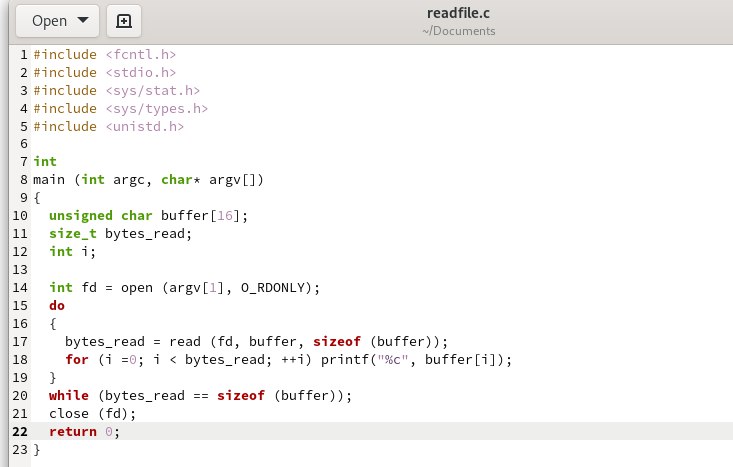 Open
readfile.c
~/Documents
1 #include <fcntl.h>
2 #include <stdio.h>
3 #include <sys/stat.h>
4 #include <sys/types.h>
5 #include <unistd.h>
6
7 int
8 main (int argc, char* argv[])
9 {
10   unsigned char buffer[16];
11   size_t bytes_read;
12   int i;
13
14   int fd = open (argv[1], O_RDONLY);
15   do
16   {
17     bytes_read = read (fd, buffer, sizeof (buffer));
18     for (i =0; i < bytes_read; ++i) printf("%c", buffer[i]);
19   }
20   while (bytes_read == sizeof (buffer));
21   close (fd);
22   return 0;
23 }